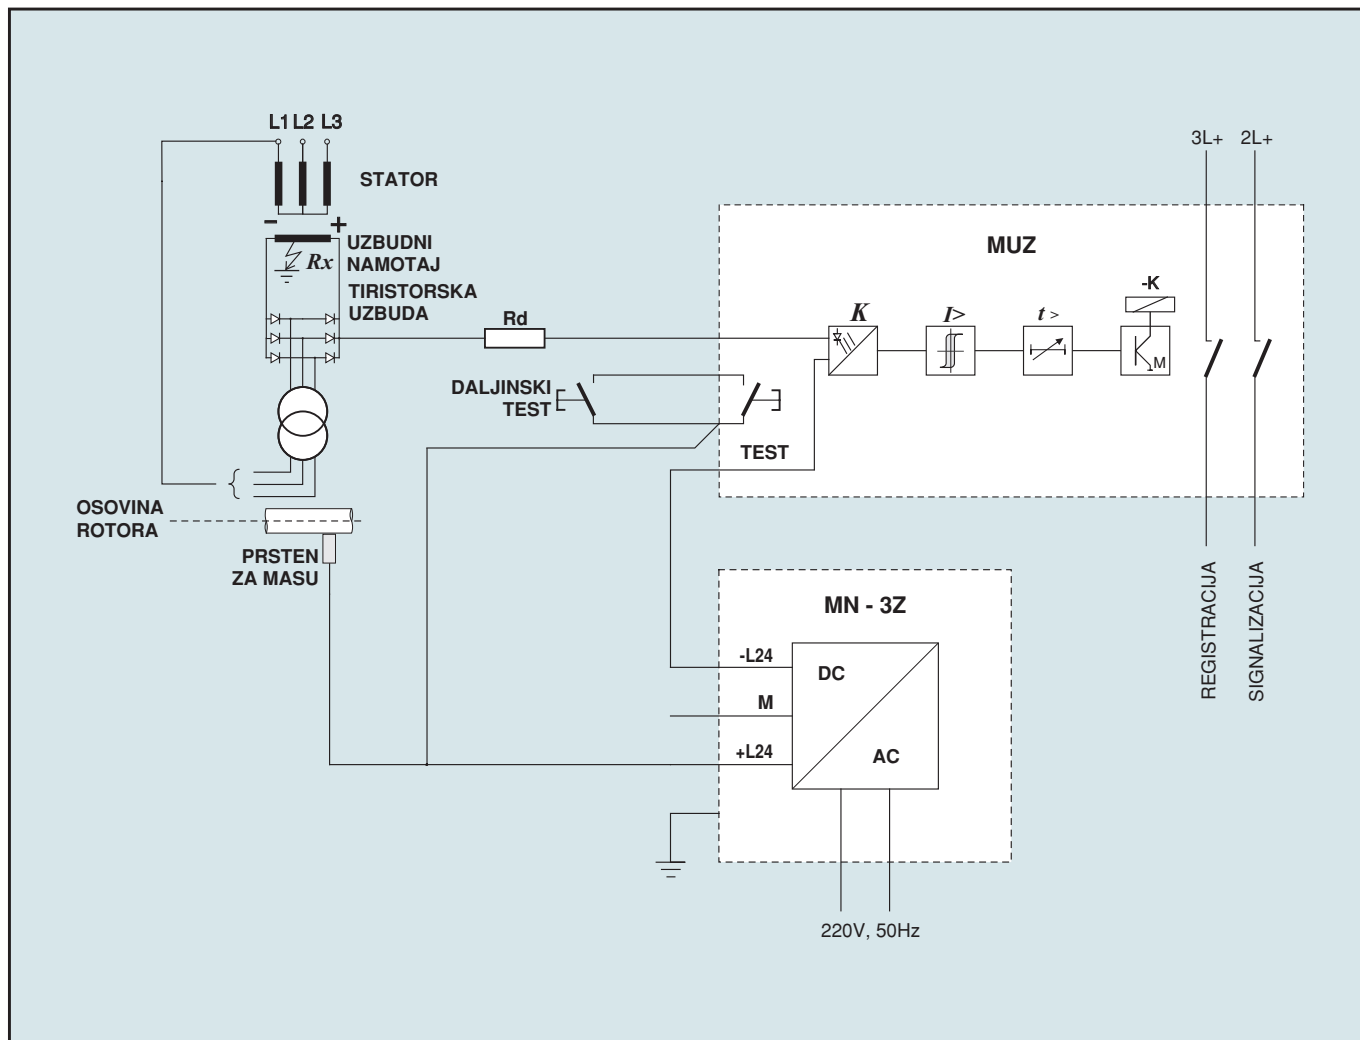 L1 L2 L3
STATOR
- +
UZBUDNI
NAMOTAJ
Rx
TIRISTORSKA
UZBUDA
Rd
DALJINSKI
TEST
TEST
OSOVINA
ROTORA
PRSTEN
ZA MASU
3L+ 2L+
MUZ
K
I>
t >
-K
M
REGISTRACIJA
SIGNALIZACIJA
MN - 3Z
-L24
M
+L24
DC
AC
220V, 50Hz